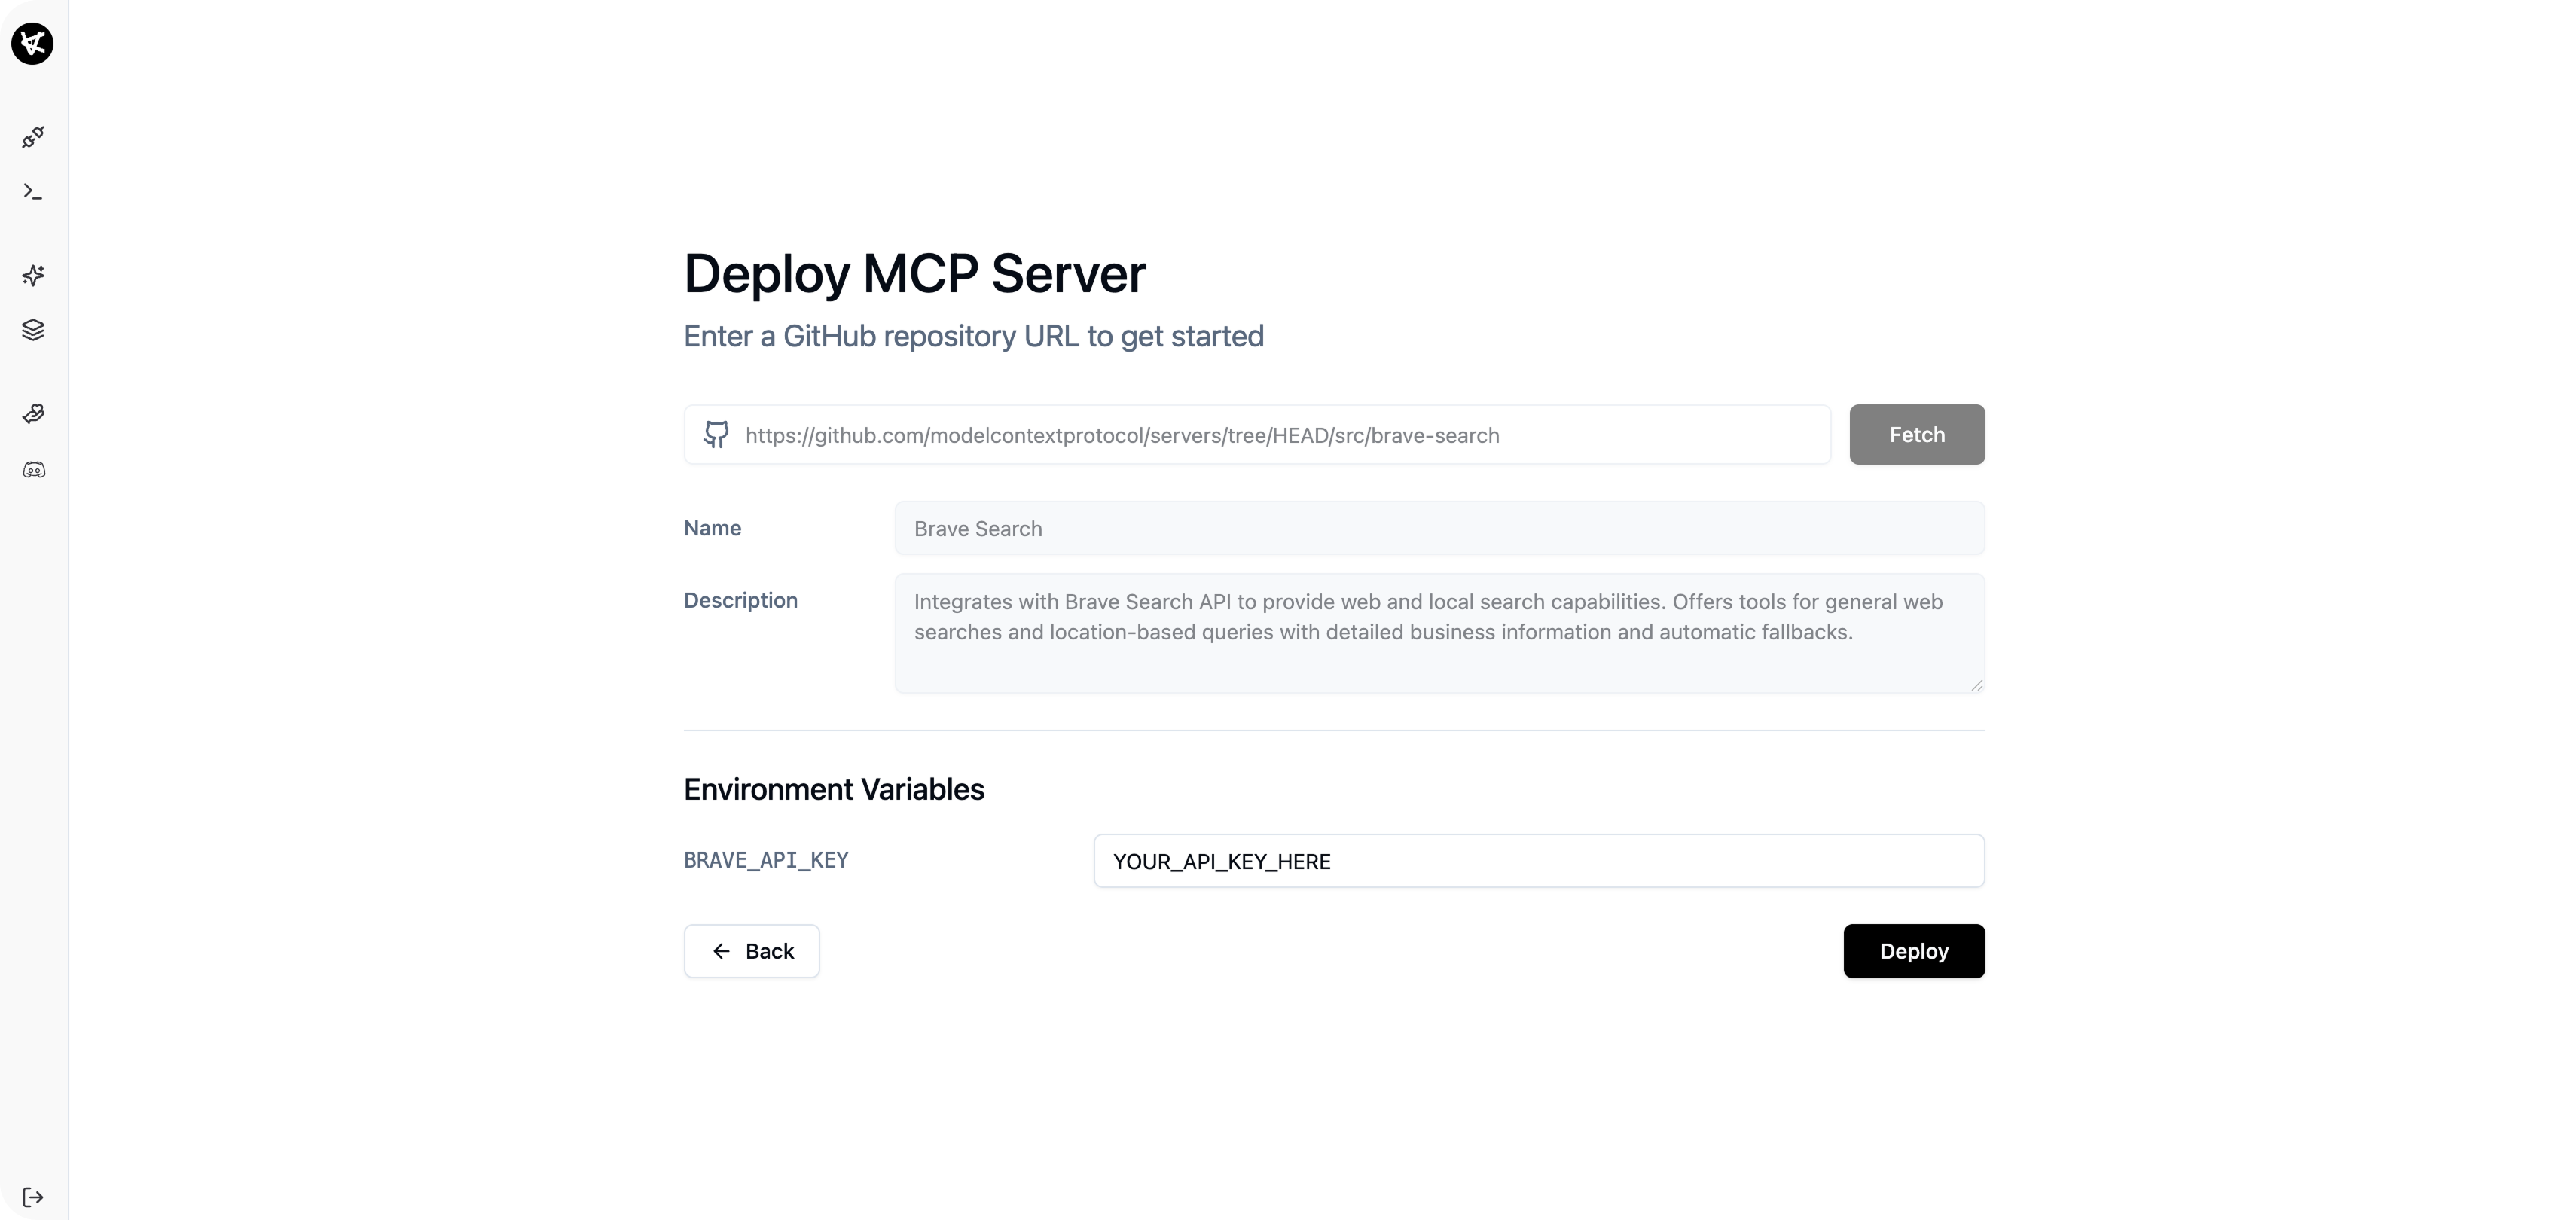 Deploy MCP Server
Enter a GitHub repository URL to get started
https://github.com/modelcontextprotocol/servers/tree/HEAD/src/brave-search
Fetch
Name
Brave Search
Description
Integrates with Brave Search API to provide web and local search capabilities. Offers tools for general web
searches and location-based queries with detailed business information and automatic fallbacks.
Environment Variables
BRAVE_API_KEY
YOUR_API_KEY_HERE
Back
Deploy